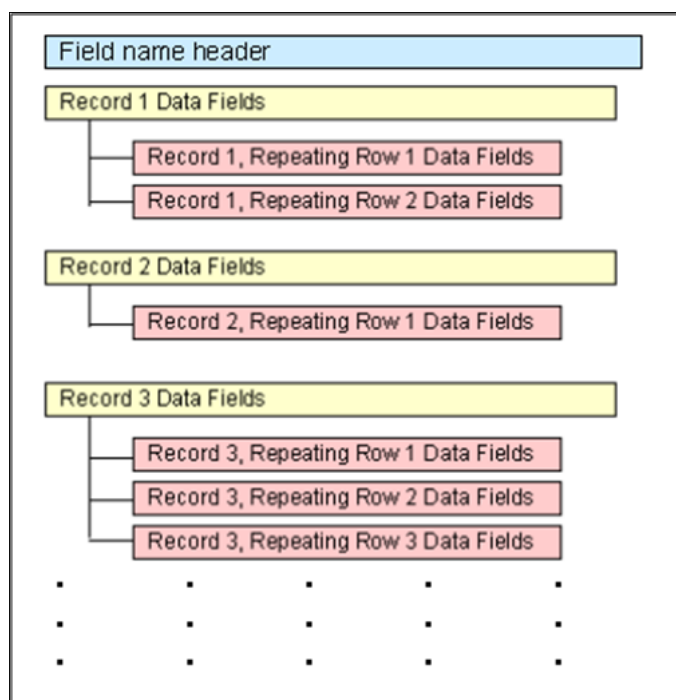 Field name header
Record 1 Data Fields
Record 1, Repeating Row 1 Data Fields
Record 1, Repeating Row 2 Data Fields
Record 2 Data Fields
Record 2, Repeating Row 1 Data Fields
Record 3 Data Fields
Record 3, Repeating Row 1 Data Fields
Record 3, Repeating Row 2 Data Fields
Record 3, Repeating Row 3 Data Fields